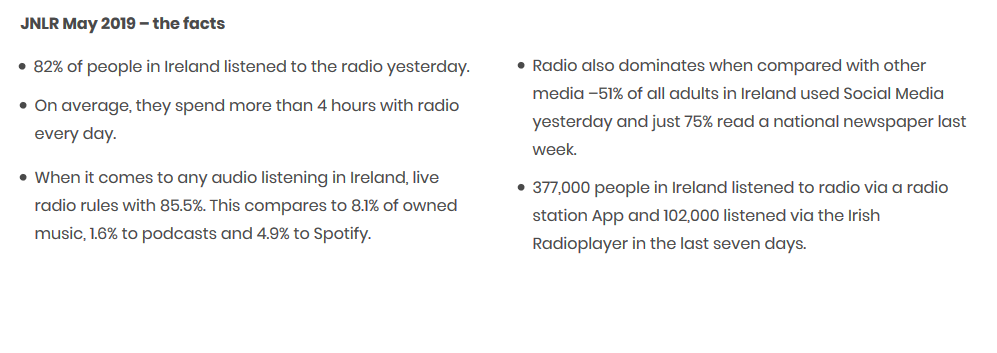 JNLR May 2019 – the facts
• 82% of people in Ireland listened to the radio yesterday.
• On average, they spend more than 4 hours with radio
every day.
• When it comes to any audio listening in Ireland, live
radio rules with 85.5%. This compares to 8.1% of owned
music, 1.6% to podcasts and 4.9% to Spotify.
• Radio also dominates when compared with other
media –51% of all adults in Ireland used Social Media
yesterday and just 75% read a national newspaper last
week.
• 377,000 people in Ireland listened to radio via a radio
station App and 102,000 listened via the Irish
Radioplayer in the last seven days.